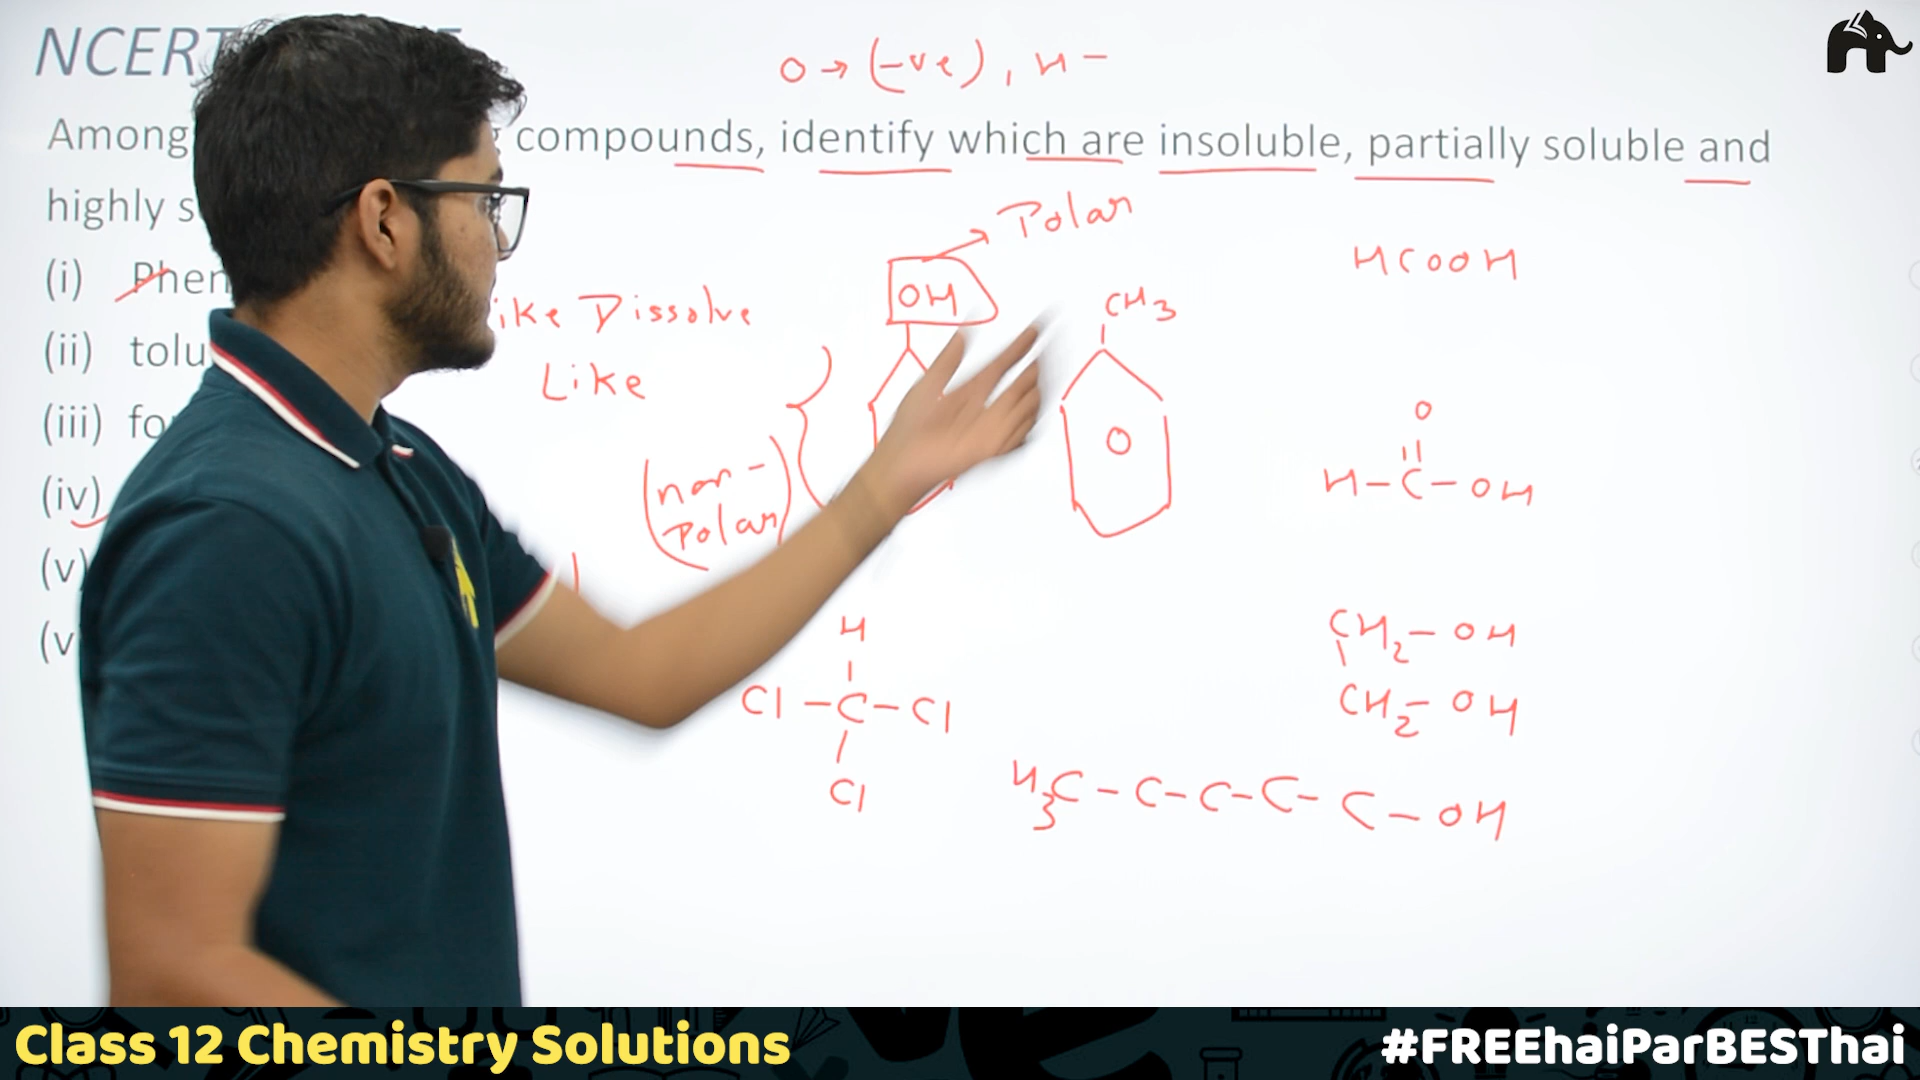 NCERT
O → (-ve), H -
Among compounds, identify which are insoluble, partially soluble and
highly s
(i) Phen
(ii) tolu
(iii) fo
(iv)
(v)
(v
ike Dissolve
Like
(non-
Polar)
OH
Polar
CH3
O
HCOOH
O
H-C-OH
H
Cl-C-Cl
Cl
CH2-OH
CH2-OH
H3C-C-C-C-C-OH
Class 12 Chemistry Solutions
#FREEhaiParBESThai